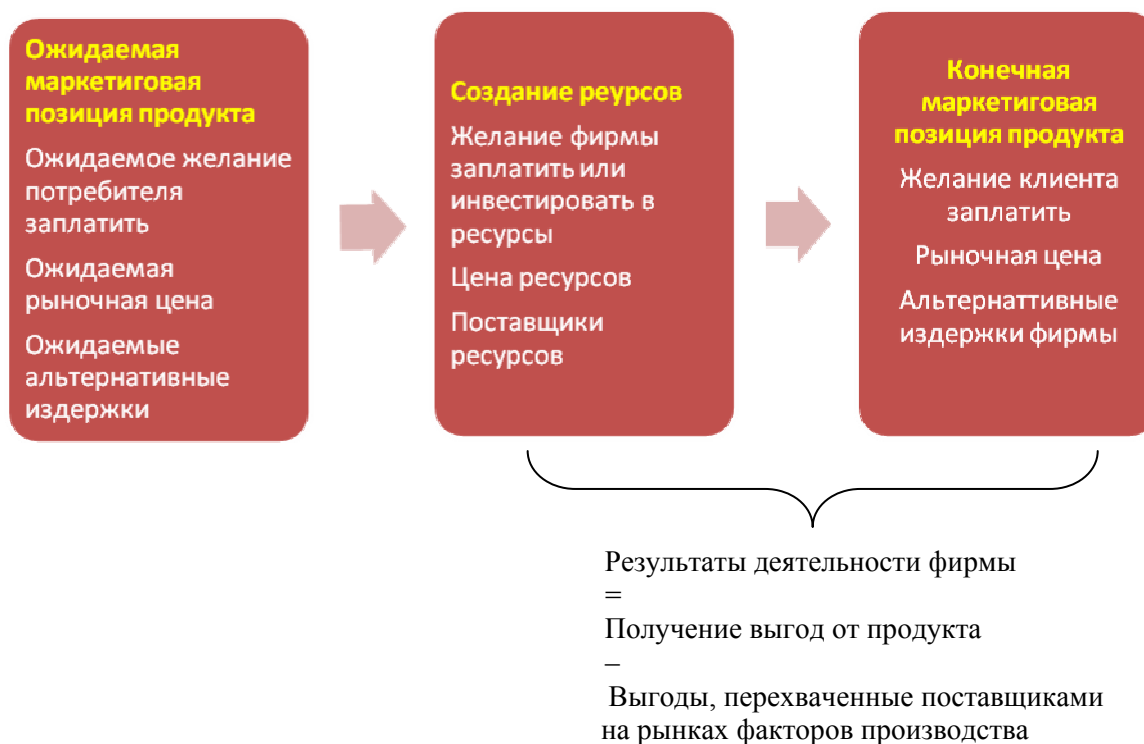 Ожидаемая
маркетиговая
позиция продукта
Ожидаемое желание
потребителя
заплатить
Ожидаемая
рыночная цена
Ожидаемые
альтернативные
издержки
Создание реурсов
Желание фирмы
заплатить или
инвестировать в
ресурсы
Цена ресурсов
Поставщики
ресурсов
Конечная
маркетиговая
позиция продукта
Желание клиента
заплатить
Рыночная цена
Альтернаттивные
издержки фирмы
Результаты деятельности фирмы
=
Получение выгод от продукта
–
Выгоды, перехваченные поставщиками
на рынках факторов производства